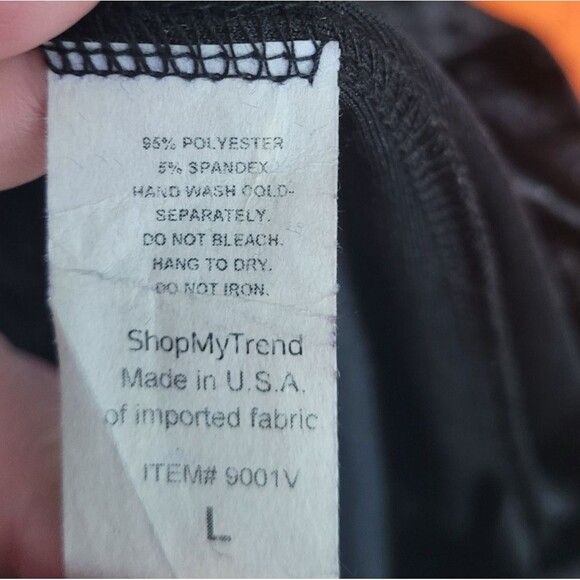 95% POLYESTER
5% SPANDEX
HAND WASH COLD-
SEPARATELY.
DO NOT BLEACH.
HANG TO DRY.
DO NOT IRON.
ShopMyTrend
Made in U.S.A.
of imported fabric
ITEM# 9001V
L